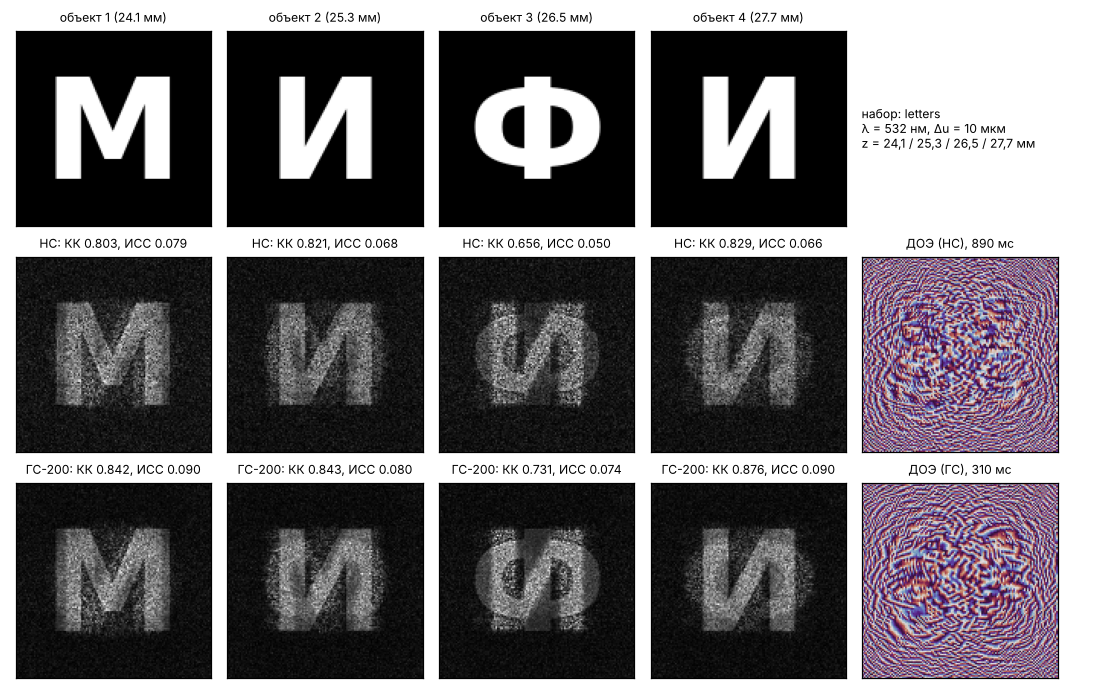 объект 1 (24.1 мм)
объект 2 (25.3 мм)
объект 3 (26.5 мм)
объект 4 (27.7 мм)
М
И
Ф
И
набор: letters
λ = 532 нм, Δu = 10 мкм
z = 24,1 / 25,3 / 26,5 / 27,7 мм
НС: КК 0.803, ИСС 0.079
НС: КК 0.821, ИСС 0.068
НС: КК 0.656, ИСС 0.050
НС: КК 0.829, ИСС 0.066
ДОЭ (НС), 890 мс
М
И
Ф
И
ГС-200: КК 0.842, ИСС 0.090
ГС-200: КК 0.843, ИСС 0.080
ГС-200: КК 0.731, ИСС 0.074
ГС-200: КК 0.876, ИСС 0.090
ДОЭ (ГС), 310 мс
М
И
Ф
И